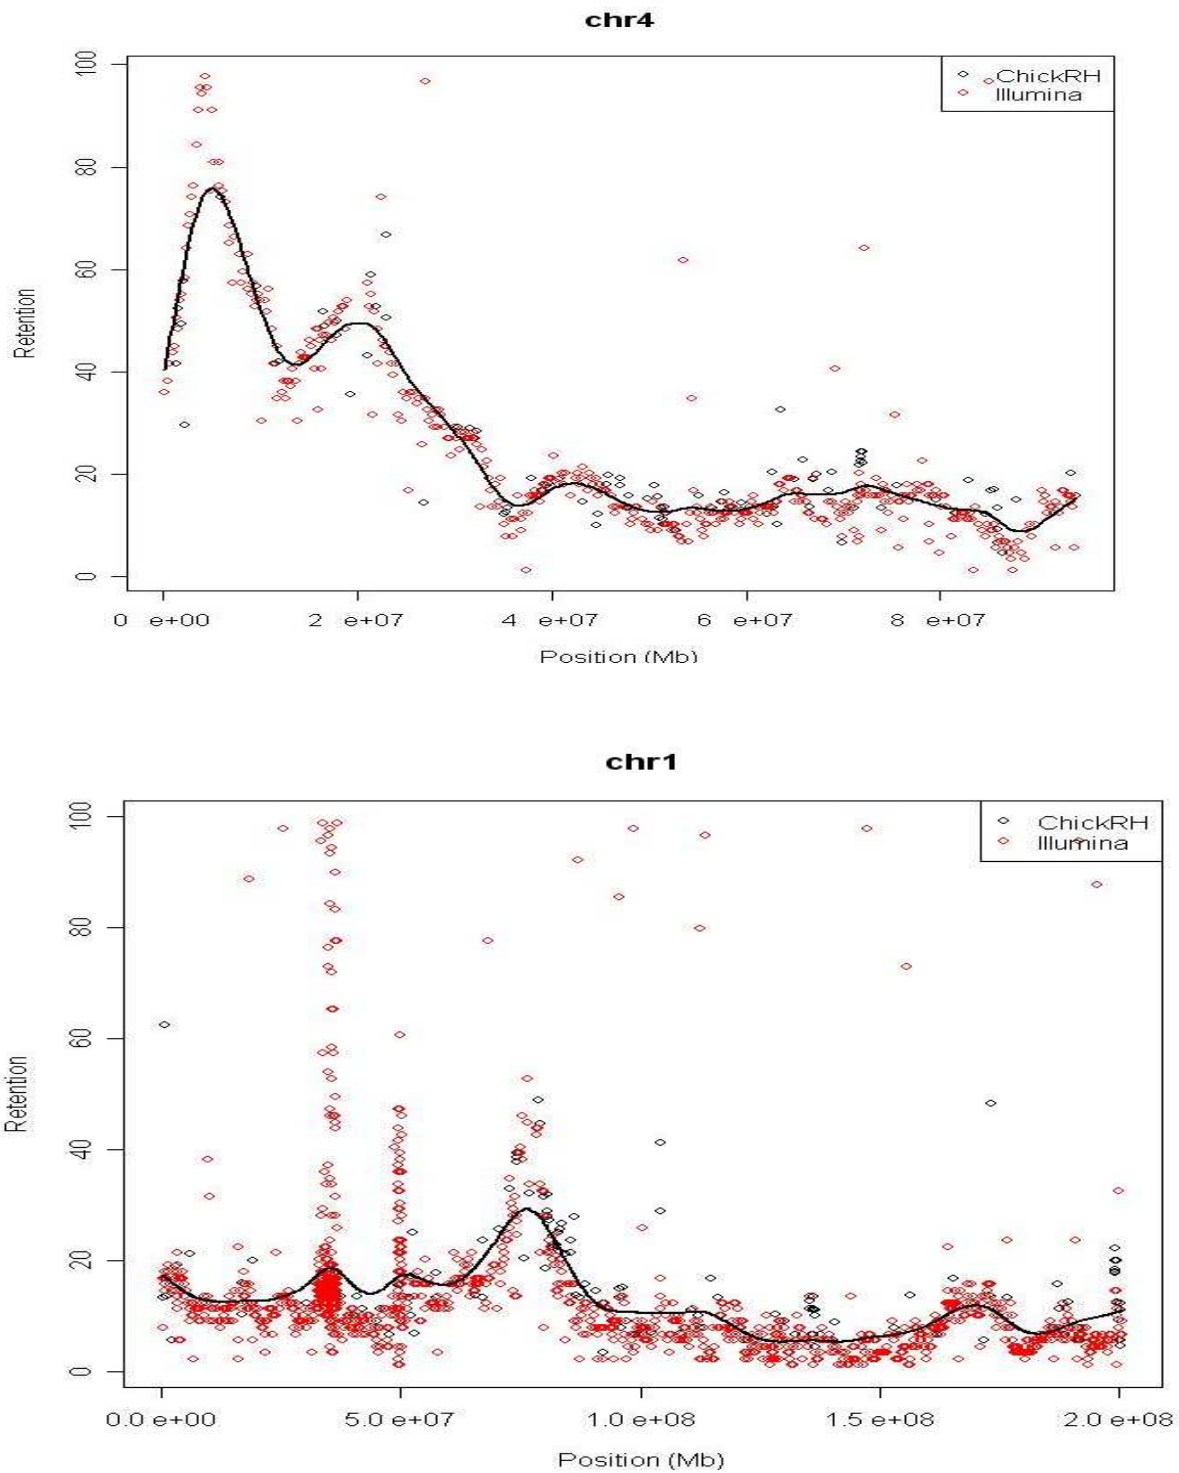 chr4
100
80
60
40
20
0
Retention
ChickRH
Illumina
0 e+00 2 e+07 4 e+07 6 e+07 8 e+07
Position (Mb)
chr1
100
80
60
40
20
0
Retention
ChickRH
Illumina
0.0 e+00 5.0 e+07 1.0 e+08 1.5 e+08 2.0 e+08
Position (Mb)